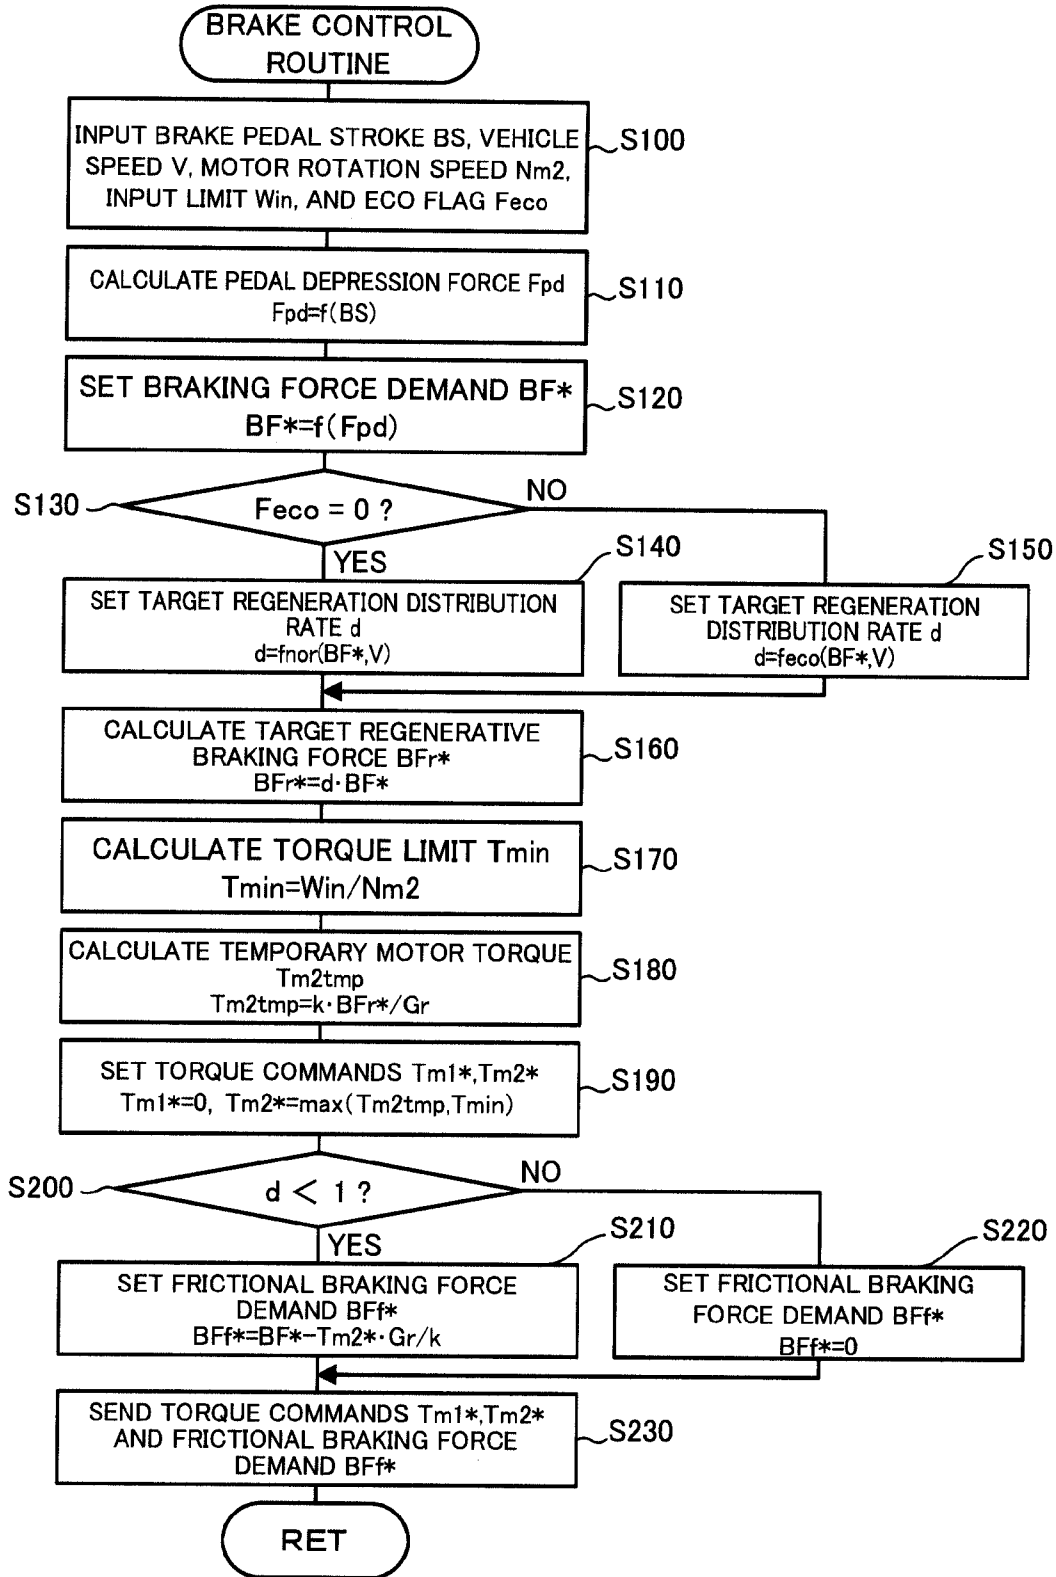 BRAKE CONTROL
ROUTINE
INPUT BRAKE PEDAL STROKE BS, VEHICLE
SPEED V, MOTOR ROTATION SPEED Nm2,
INPUT LIMIT Win, AND ECO FLAG Feco
S100
CALCULATE PEDAL DEPRESSION FORCE Fpd
Fpd=f(BS)
S110
SET BRAKING FORCE DEMAND BF*
BF*=f(Fpd)
S120
S130
Feco = 0 ?
NO
YES
S140
SET TARGET REGENERATION DISTRIBUTION
RATE d
d=fnor(BF*,V)
S150
SET TARGET REGENERATION
DISTRIBUTION RATE d
d=feco(BF*,V)
CALCULATE TARGET REGENERATIVE
BRAKING FORCE BFr*
BFr*=d·BF*
S160
CALCULATE TORQUE LIMIT Tmin
Tmin=Win/Nm2
S170
CALCULATE TEMPORARY MOTOR TORQUE
Tm2tmp
Tm2tmp=k·BFr*/Gr
S180
SET TORQUE COMMANDS Tm1*,Tm2*
Tm1*=0, Tm2*=max(Tm2tmp,Tmin)
S190
S200
d < 1 ?
NO
YES
S210
SET FRICTIONAL BRAKING FORCE
DEMAND BFf*
BFf*=BF*-Tm2*·Gr/k
S220
SET FRICTIONAL BRAKING
FORCE DEMAND BFf*
BFf*=0
SEND TORQUE COMMANDS Tm1*,Tm2*
AND FRICTIONAL BRAKING FORCE
DEMAND BFf*
S230
RET